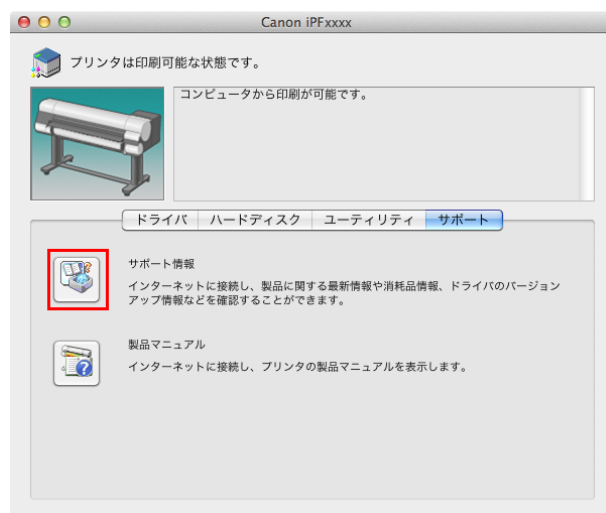 Canon iPFxxxx
プリンタは印刷可能な状態です。
コンピュータから印刷が可能です。
ドライバ ハードディスク ユーティリティ サポート
サポート情報
インターネットに接続し、製品に関する最新情報や消耗品情報、ドライバのバージョン
アップ情報などを確認することができます。
製品マニュアル
インターネットに接続し、プリンタの製品マニュアルを表示します。